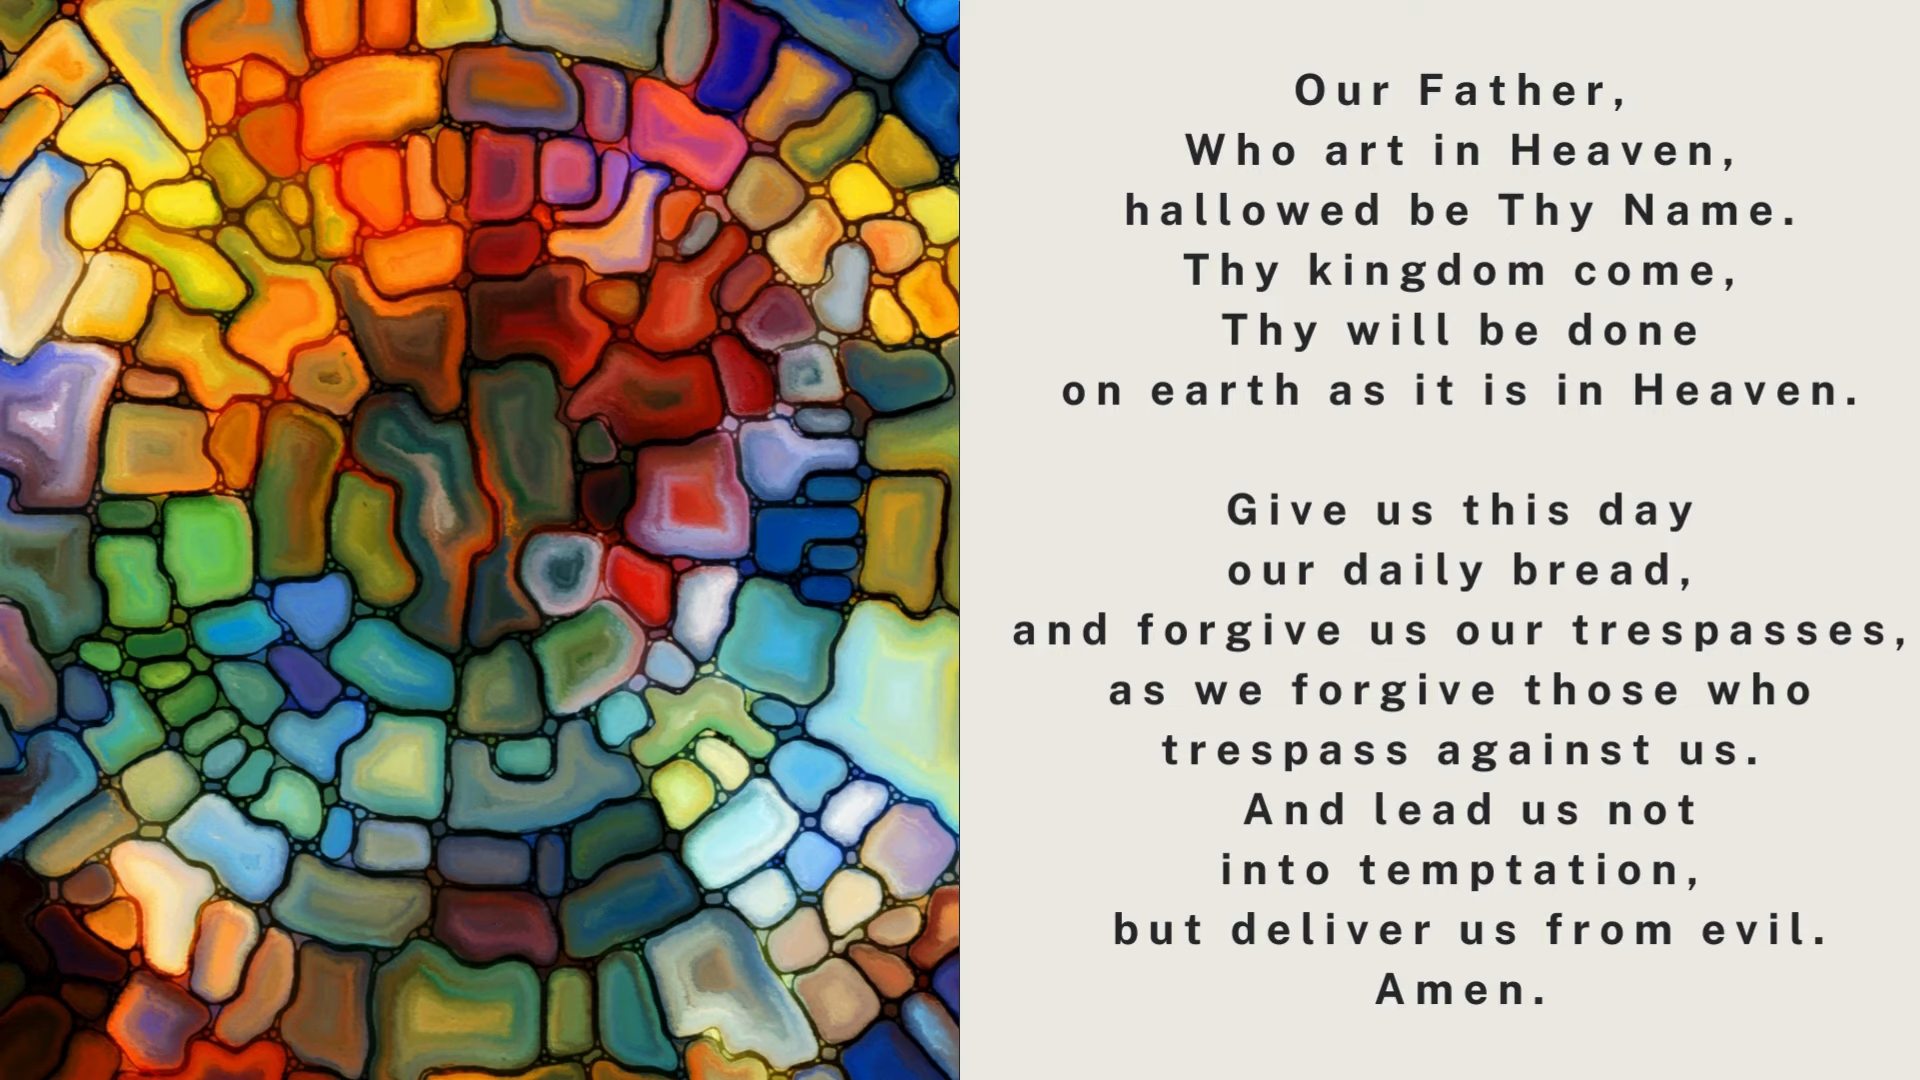 Our Father,
Who art in Heaven,
hallowed be Thy Name.
Thy kingdom come,
Thy will be done
on earth as it is in Heaven.
Give us this day
our daily bread,
and forgive us our trespasses,
as we forgive those who
trespass against us.
And lead us not
into temptation,
but deliver us from evil.
Amen.